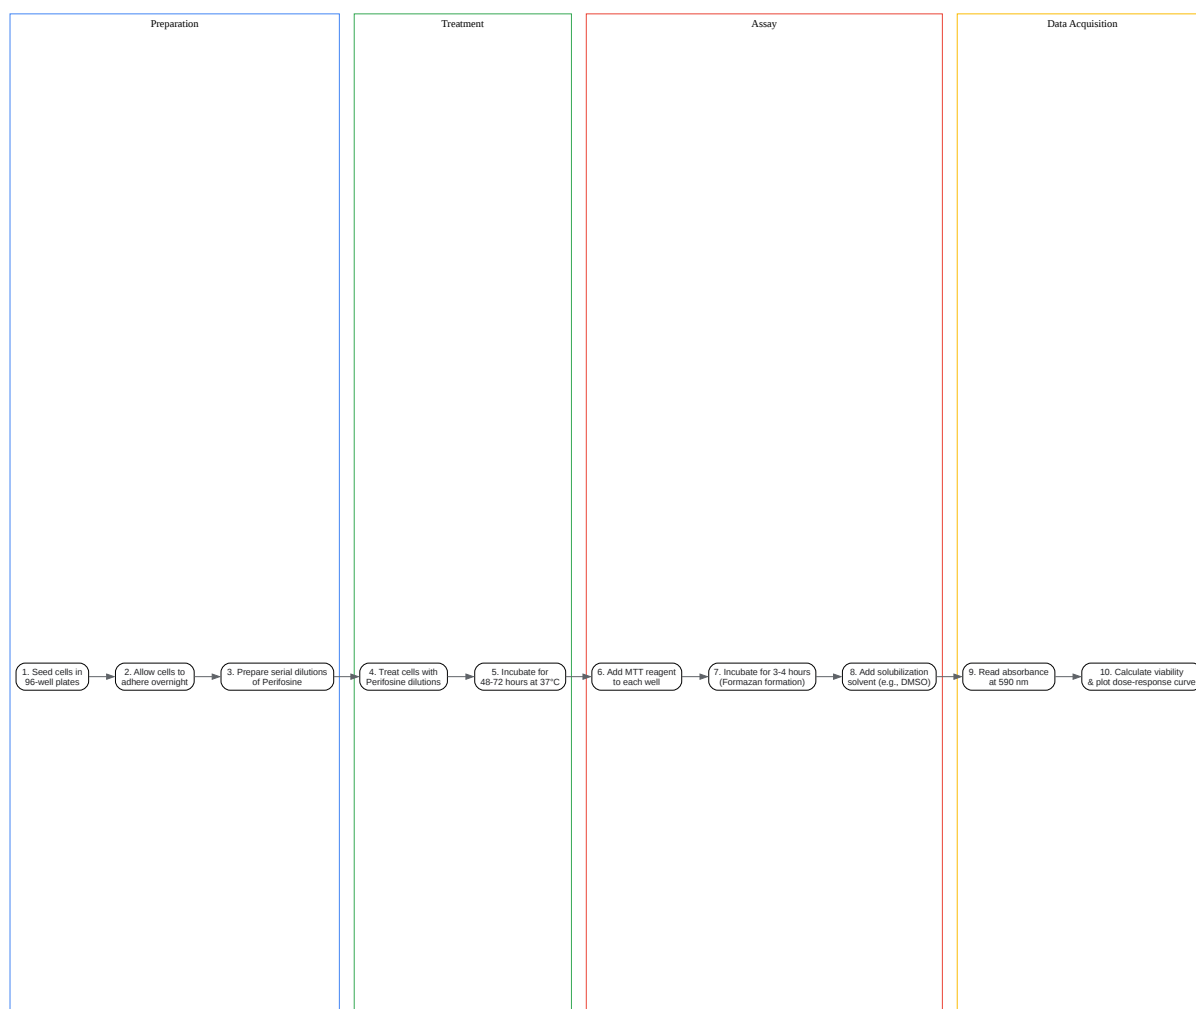 Preparation
Treatment
Assay
Data Acquisition
1. Seed cells in
96-well plates
2. Allow cells to
adhere overnight
3. Prepare serial dilutions
of Perifosine
4. Treat cells with
Perifosine dilutions
5. Incubate for
48-72 hours at 37°C
6. Add MTT reagent
to each well
7. Incubate for 3-4 hours
(Formazan formation)
8. Add solubilization
solvent (e.g., DMSO)
9. Read absorbance
at 590 nm
10. Calculate viability
& plot dose-response curve